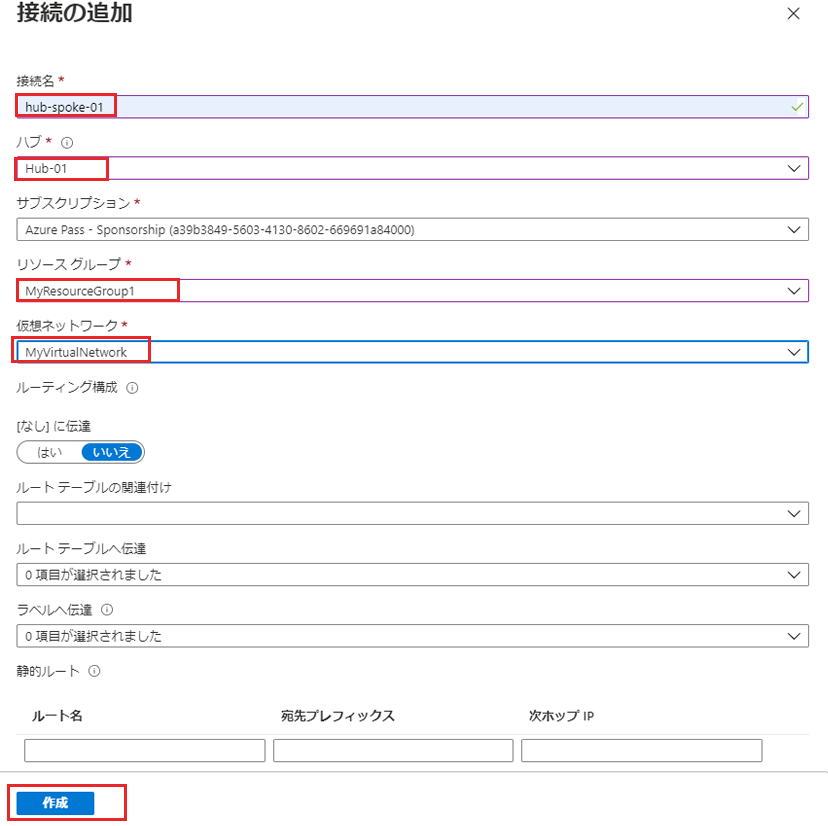 接続の追加
接続名 *
hub-spoke-01
ハブ *
Hub-01
サブスクリプション *
Azure Pass - Sponsorship (a39b3849-5603-4130-8602-669691a84000)
リソース グループ *
MyResourceGroup1
仮想ネットワーク *
MyVirtualNetwork
ルーティング構成
[なし] に伝達
はい いいえ
ルート テーブルの関連付け
ルート テーブルへ伝達
0 項目が選択されました
ラベルへ伝達
0 項目が選択されました
静的ルート
ルート名 宛先プレフィックス 次ホップ IP
作成